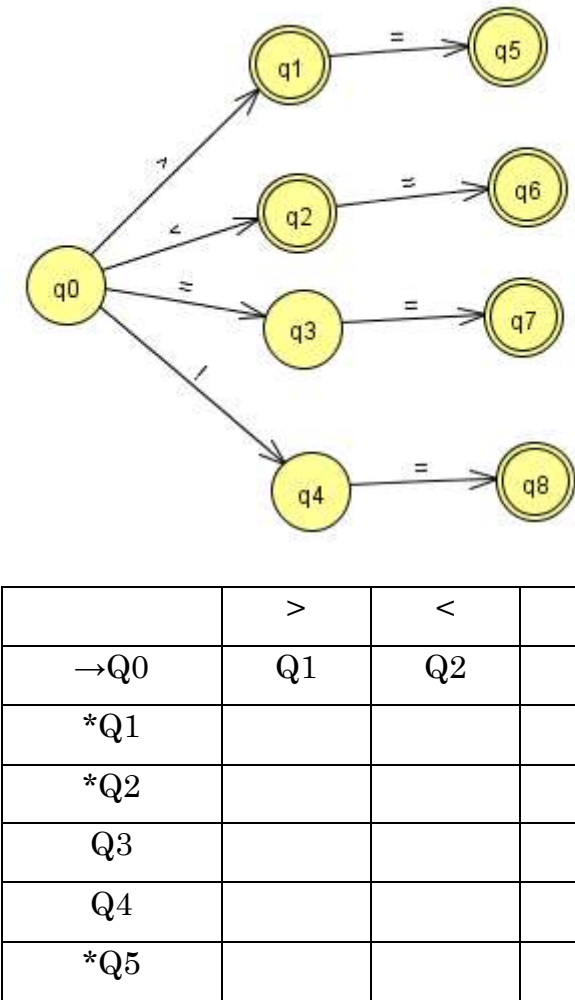 q1
=
q5
>
q2
=
q6
<
q0
=
q3
=
q7
!
q4
=
q8
> <
→Q0 Q1 Q2
*Q1
*Q2
Q3
Q4
*Q5